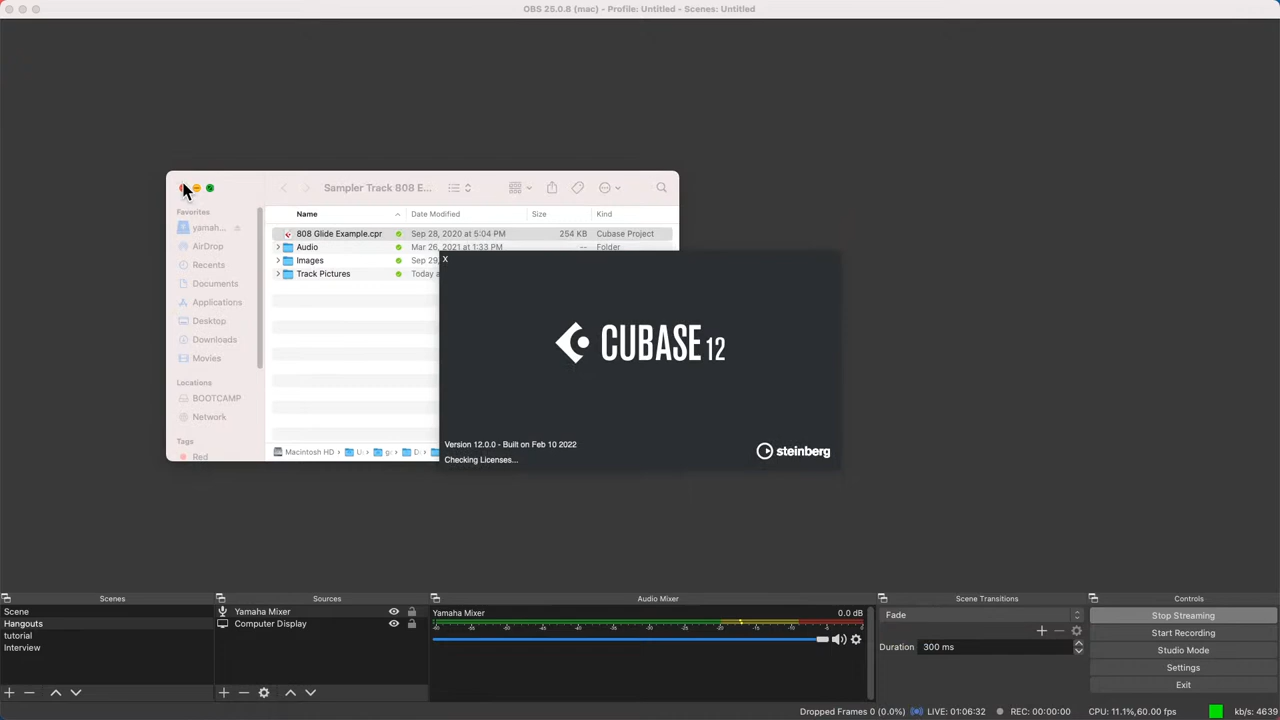 OBS 25.0.8 (mac) - Profile: Untitled - Scenes: Untitled
Sampler Track 808 E...
Favorites
yamah...
AirDrop
Recents
Documents
Applications
Desktop
Downloads
Movies
Locations
BOOTCAMP
Network
Tags
Red
Name Date Modified Size Kind
808 Glide Example.cpr Sep 28, 2020 at 5:04 PM 254 KB Cubase Project
Audio Mar 26, 2021 at 1:33 PM -- Folder
Images Sep 29,
Track Pictures Today a
Macintosh HD
X
CUBASE 12
Version 12.0.0 - Built on Feb 10 2022
Checking Licenses...
steinberg
Scenes
Scene
Hangouts
tutorial
Interview
Sources
Yamaha Mixer
Computer Display
Audio Mixer
Yamaha Mixer 0.0 dB
Scene Transitions
Fade
Duration 300 ms
Controls
Stop Streaming
Start Recording
Studio Mode
Settings
Exit
Dropped Frames 0 (0.0%) LIVE: 01:06:32 REC: 00:00:00 CPU: 11.1%,60.00 fps kb/s: 4639